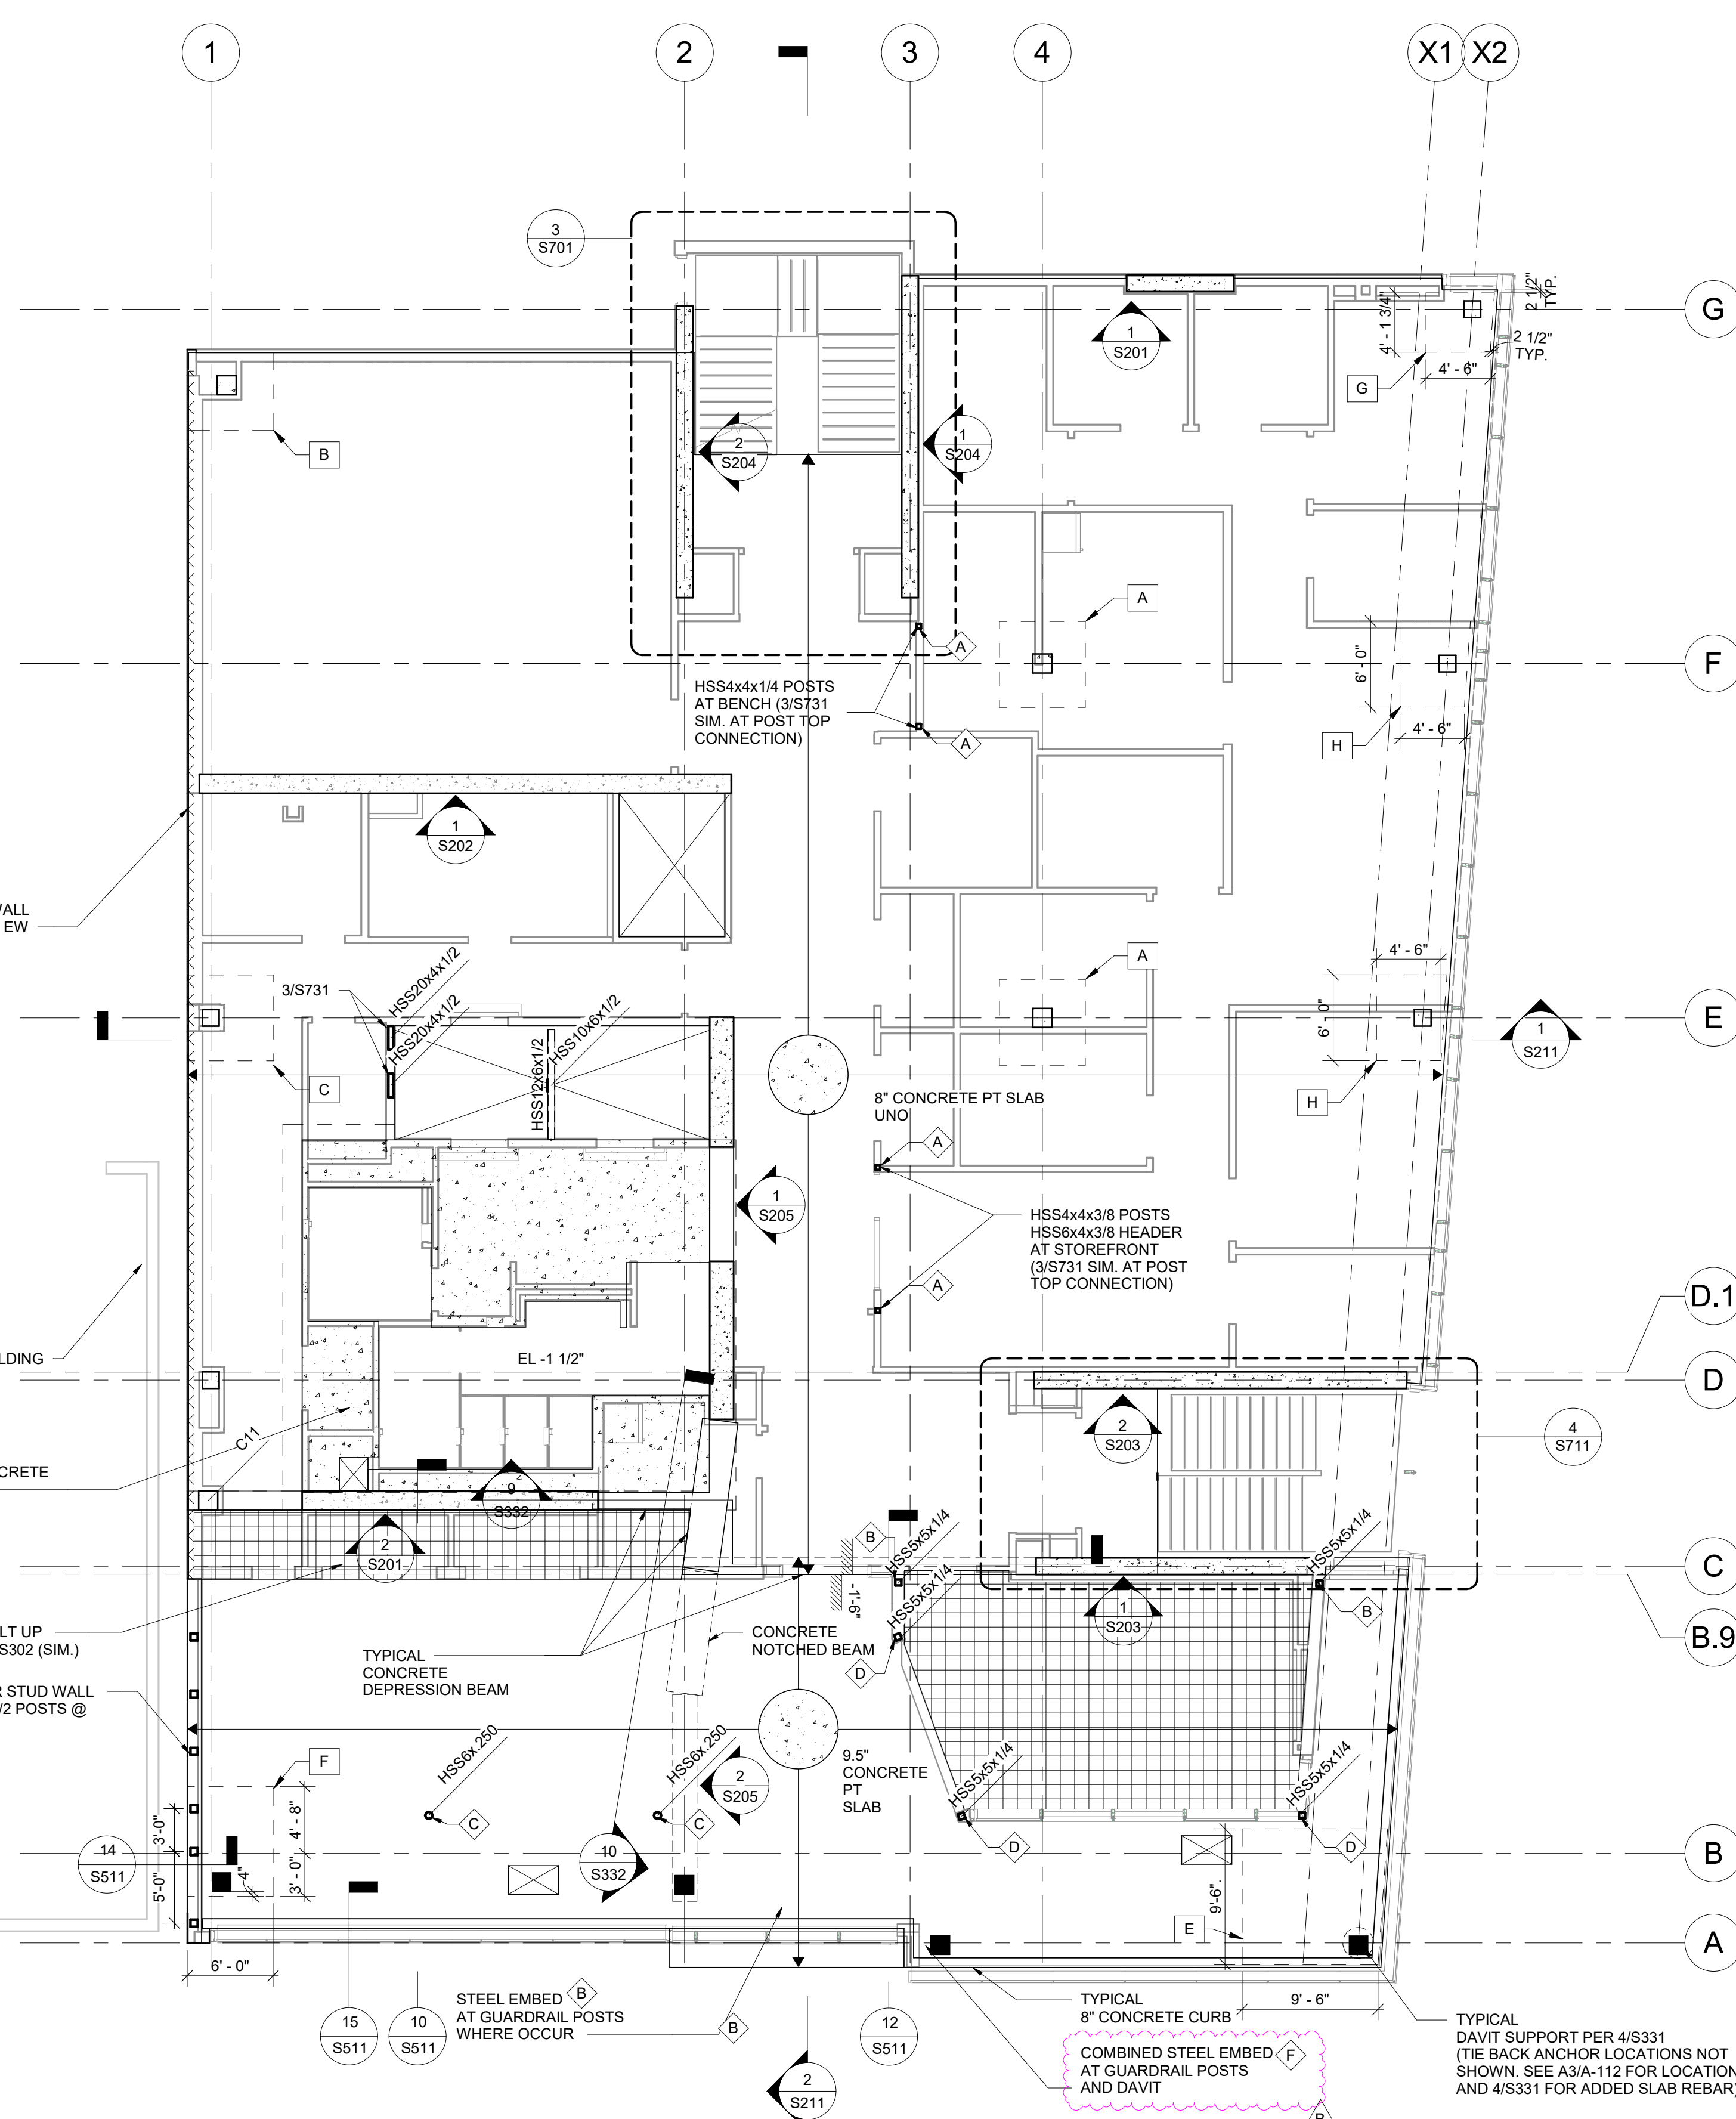 1
2
3
4
X1
X2
3
S701
2 1/2"
TYP.
G
1
S201
4' - 1 3/4"
2 1/2"
TYP.
4' - 6"
G
B
2
S204
1
S204
A
A
F
6' - 0"
HSS4x4x1/4 POSTS
AT BENCH (3/S731
SIM. AT POST TOP
CONNECTION)
A
4' - 6"
H
1
S202
WALL
EW
A
4' - 6"
3/S731
HSS20x4x1/2
HSS20x4x1/2
HSS12x6x1/2
HSS10x6x1/2
6' - 0"
E
1
S211
C
8" CONCRETE PT SLAB
UNO
H
A
1
S205
HSS4x4x3/8 POSTS
HSS6x4x3/8 HEADER
AT STOREFRONT
(3/S731 SIM. AT POST
TOP CONNECTION)
A
D.1
LDING
EL -1 1/2"
D
2
S203
4
S711
C11
CRETE
9
S332
2
S201
B
HSS5x5x1/4
HSS5x5x1/4
HSS5x5x1/4
C
-1'-6"
1
S203
B
LT UP
S302 (SIM.)
TYPICAL
CONCRETE
DEPRESSION BEAM
CONCRETE
NOTCHED BEAM
D
B.9
R STUD WALL
/2 POSTS @
F
HSS6x.250
HSS6x.250
2
S205
9.5"
CONCRETE
PT
SLAB
HSS5x5x1/4
HSS5x5x1/4
C
C
D
D
14
S511
3'-0"
4' - 8"
5'-0"
4"
3' - 0"
10
S332
B
9'-6".
E
A
6' - 0"
9' - 6"
15
S511
10
S511
STEEL EMBED
AT GUARDRAIL POSTS
WHERE OCCUR
B
B
12
S511
TYPICAL
8" CONCRETE CURB
COMBINED STEEL EMBED
AT GUARDRAIL POSTS
AND DAVIT
F
TYPICAL
DAVIT SUPPORT PER 4/S331
(TIE BACK ANCHOR LOCATIONS NOT
SHOWN. SEE A3/A-112 FOR LOCATION
AND 4/S331 FOR ADDED SLAB REBAR)
2
S211
B